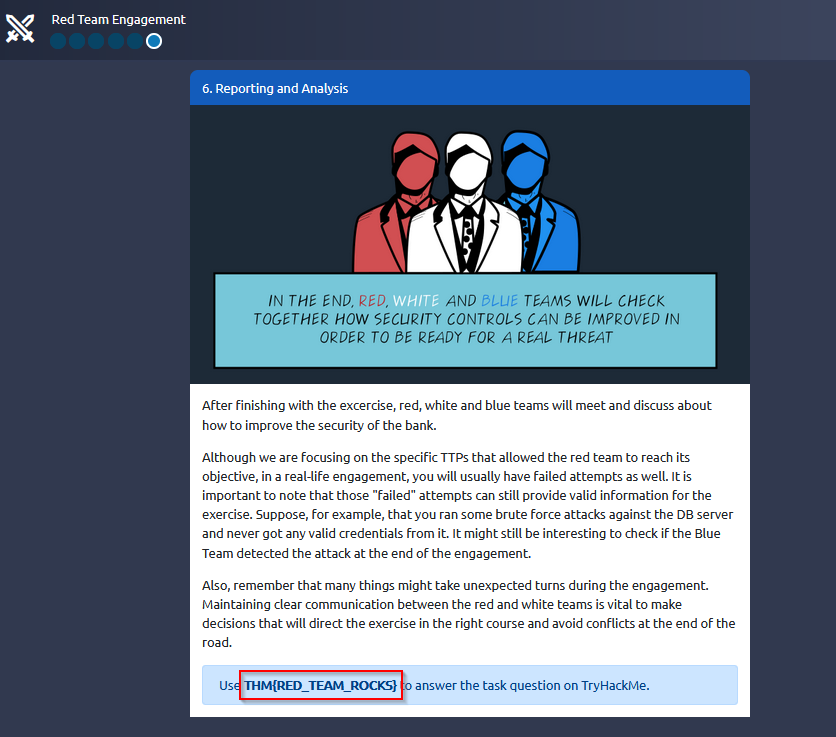 Red Team Engagement
6. Reporting and Analysis
IN THE END, RED, WHITE AND BLUE TEAMS WILL CHECK
TOGETHER HOW SECURITY CONTROLS CAN BE IMPROVED IN
ORDER TO BE READY FOR A REAL THREAT
After finishing with the excercise, red, white and blue teams will meet and discuss about
how to improve the security of the bank.
Although we are focusing on the specific TTPs that allowed the red team to reach its
objective, in a real-life engagement, you will usually have failed attempts as well. It is
important to note that those "failed" attempts can still provide valid information for the
exercise. Suppose, for example, that you ran some brute force attacks against the DB server
and never got any valid credentials from it. It might still be interesting to check if the Blue
Team detected the attack at the end of the engagement.
Also, remember that many things might take unexpected turns during the engagement.
Maintaining clear communication between the red and white teams is vital to make
decisions that will direct the exercise in the right course and avoid conflicts at the end of the
road.
Use THM{RED_TEAM_ROCKS} to answer the task question on TryHackMe.